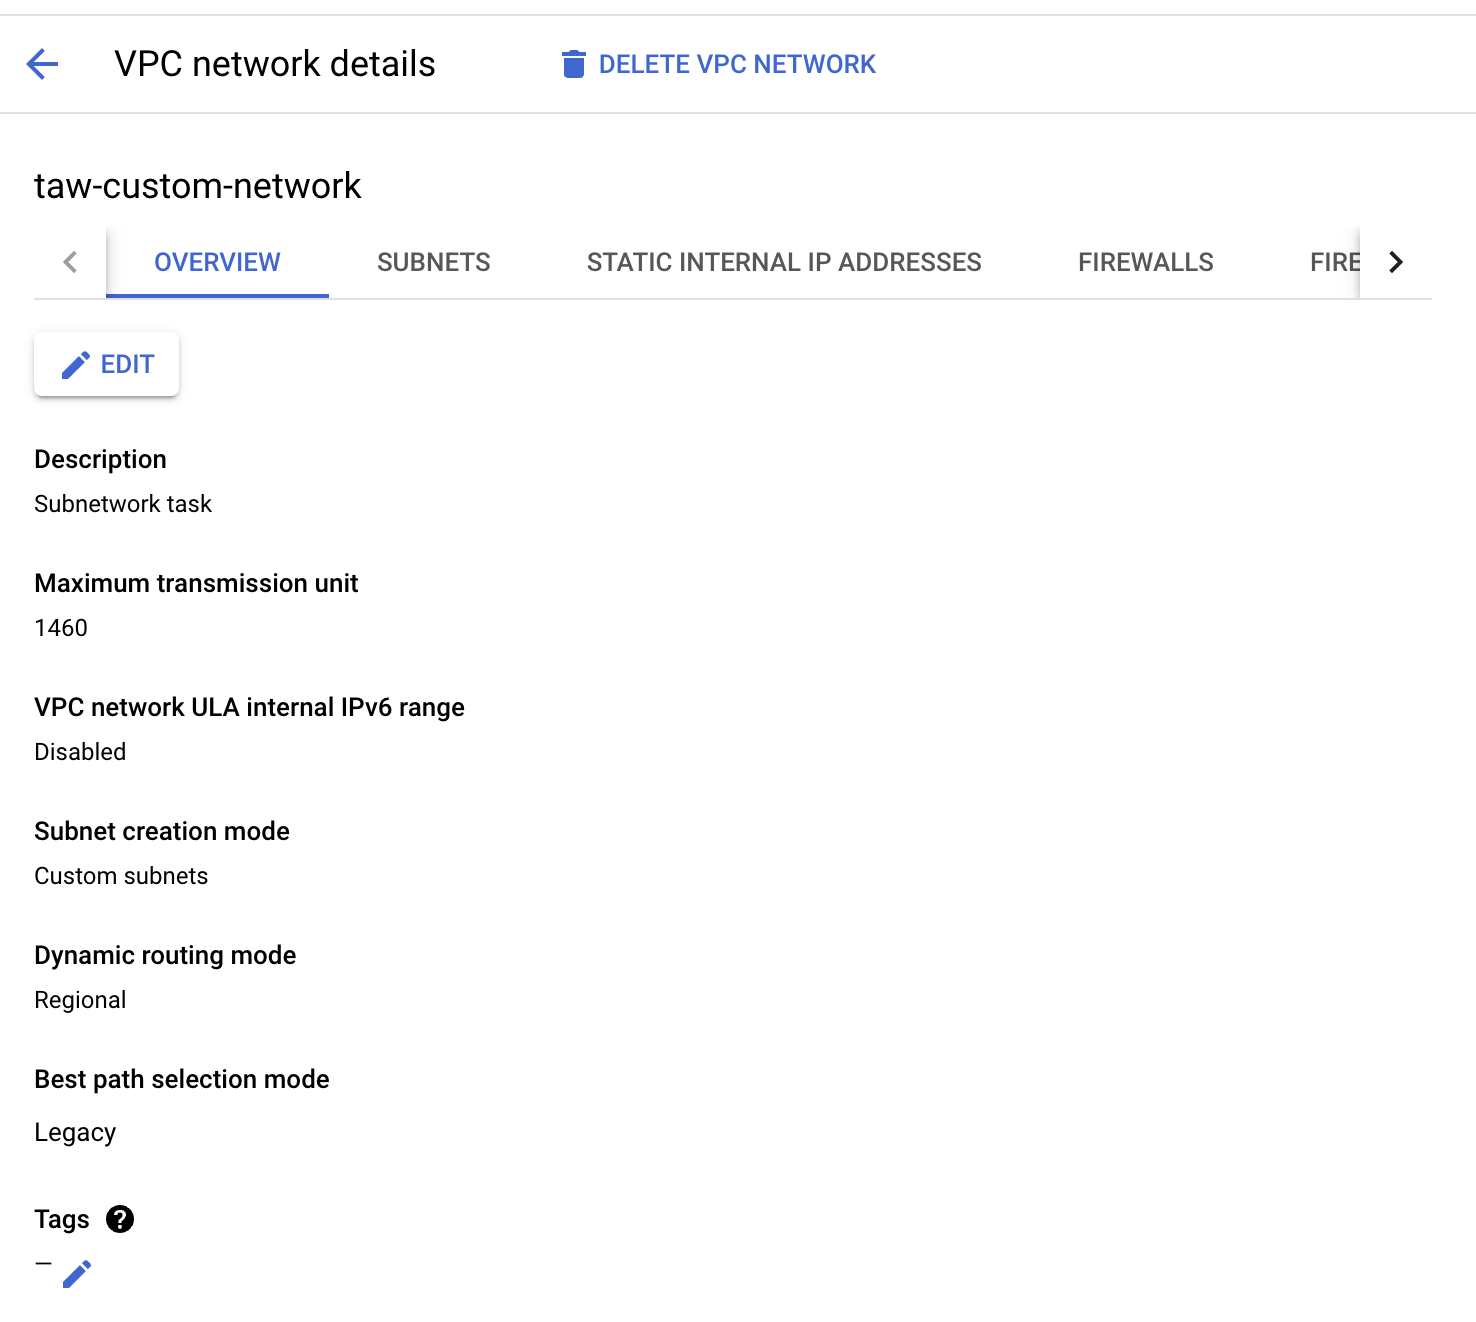 VPC network details
DELETE VPC NETWORK
taw-custom-network
OVERVIEW SUBNETS STATIC INTERNAL IP ADDRESSES FIREWALLS FIRE
EDIT
Description
Subnetwork task
Maximum transmission unit
1460
VPC network ULA internal IPv6 range
Disabled
Subnet creation mode
Custom subnets
Dynamic routing mode
Regional
Best path selection mode
Legacy
Tags ?
—